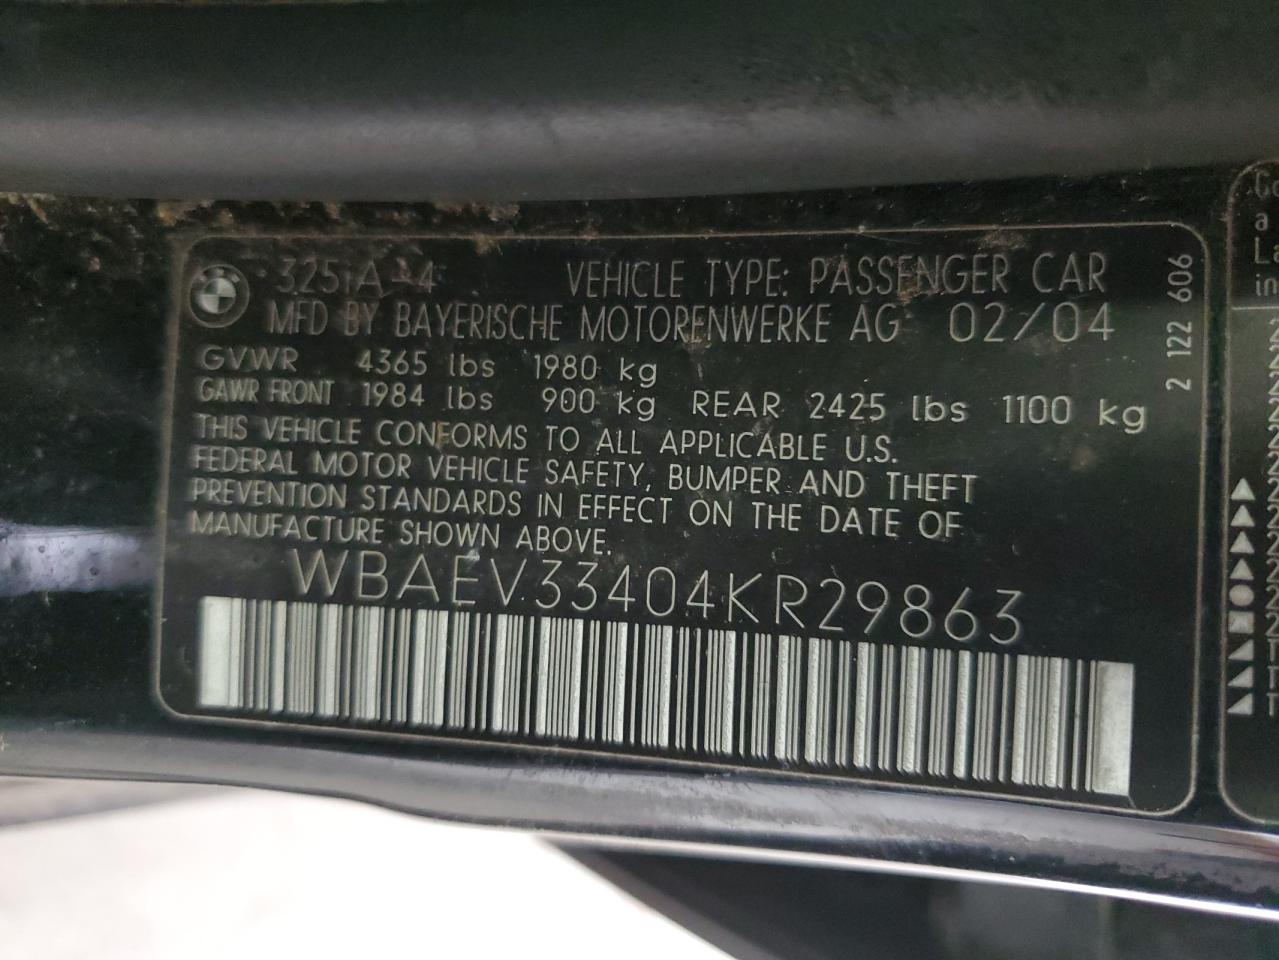 325iA-4 VEHICLE TYPE: PASSENGER CAR
MFD BY BAYERISCHE MOTORENWERKE AG 02/04
GVWR 4365 lbs 1980 kg
GAWR FRONT 1984 lbs 900 kg REAR 2425 lbs 1100 kg
THIS VEHICLE CONFORMS TO ALL APPLICABLE U.S.
FEDERAL MOTOR VEHICLE SAFETY, BUMPER AND THEFT
PREVENTION STANDARDS IN EFFECT ON THE DATE OF
MANUFACTURE SHOWN ABOVE.
WBAEV33404KR29863
2 122 606